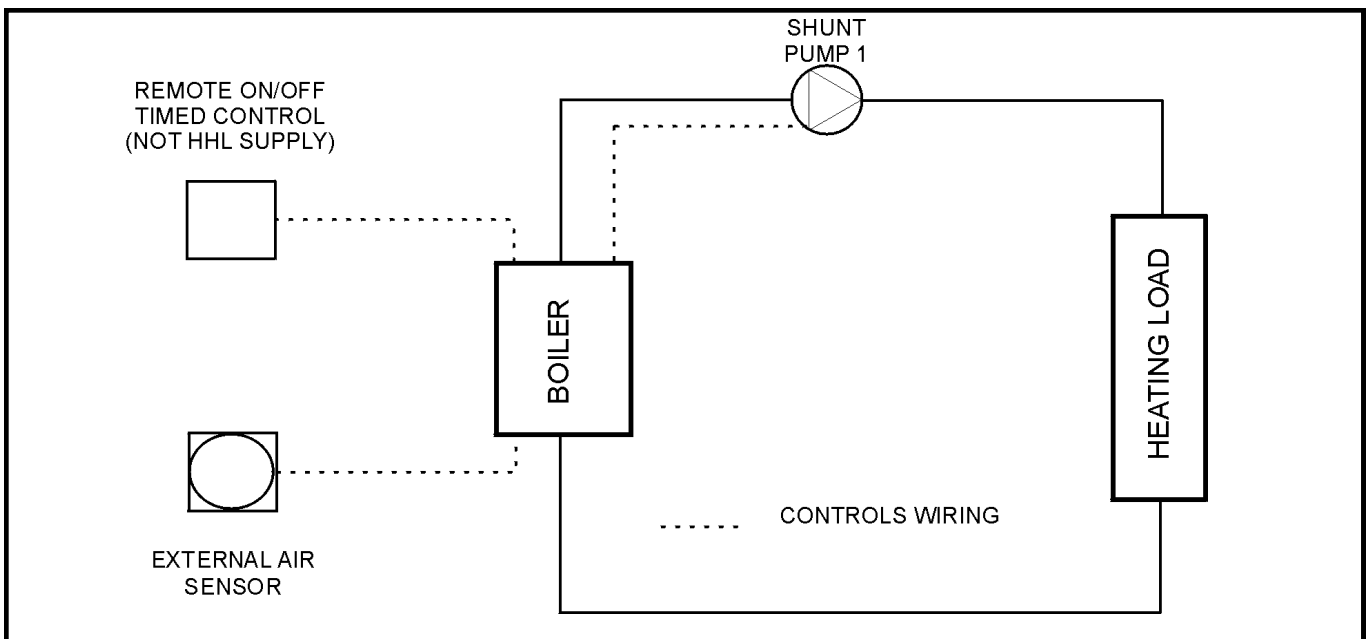 SHUNT
PUMP 1
REMOTE ON/OFF
TIMED CONTROL
(NOT HHL SUPPLY)
BOILER
HEATING LOAD
CONTROLS WIRING
EXTERNAL AIR
SENSOR